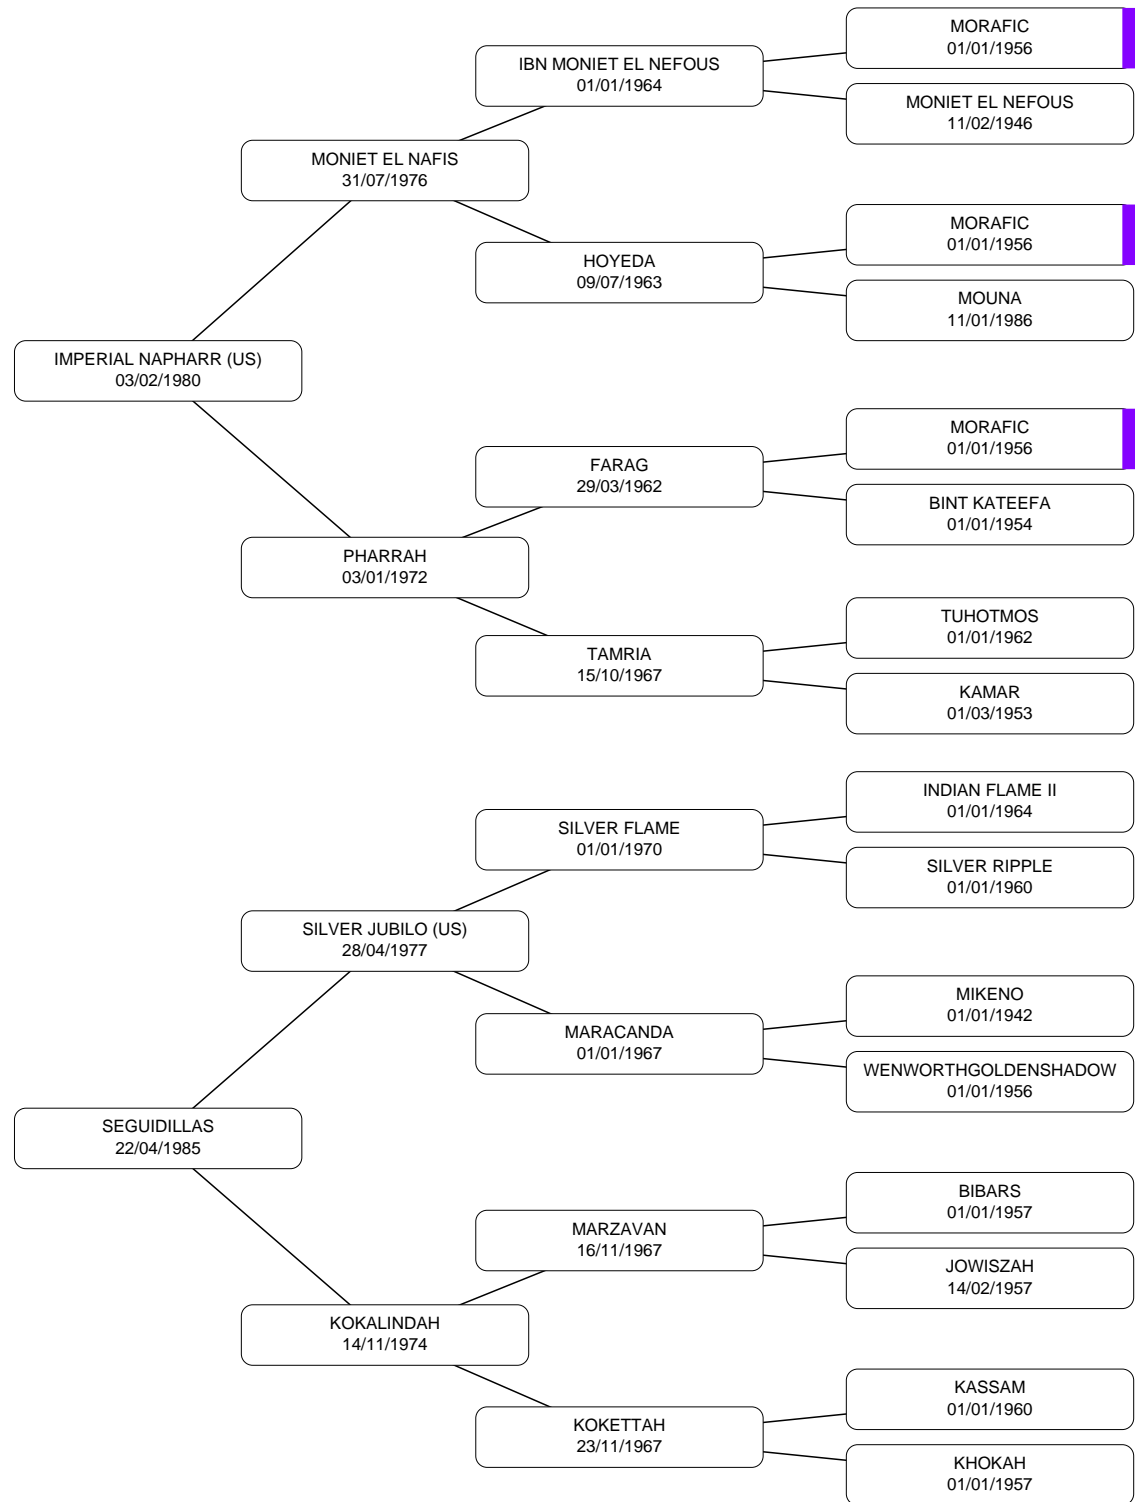 MORAFIC
01/01/1956
IBN MONIET EL NEFOUS
01/01/1964
MONIET EL NEFOUS
11/02/1946
MONIET EL NAFIS
31/07/1976
MORAFIC
01/01/1956
HOYEDA
09/07/1963
MOUNA
11/01/1986
IMPERIAL NAPHARR (US)
03/02/1980
MORAFIC
01/01/1956
FARAG
29/03/1962
BINT KATEEFA
01/01/1954
PHARRAH
03/01/1972
TUHOTMOS
01/01/1962
TAMRIA
15/10/1967
KAMAR
01/03/1953
INDIAN FLAME II
01/01/1964
SILVER FLAME
01/01/1970
SILVER RIPPLE
01/01/1960
SILVER JUBILO (US)
28/04/1977
MIKENO
01/01/1942
MARACANDA
01/01/1967
WENWORTHGOLDENSHADOW
01/01/1956
SEGUIDILLAS
22/04/1985
BIBARS
01/01/1957
MARZAVAN
16/11/1967
JOWISZAH
14/02/1957
KOKALINDAH
14/11/1974
KASSAM
01/01/1960
KOKETTAH
23/11/1967
KHOKAH
01/01/1957